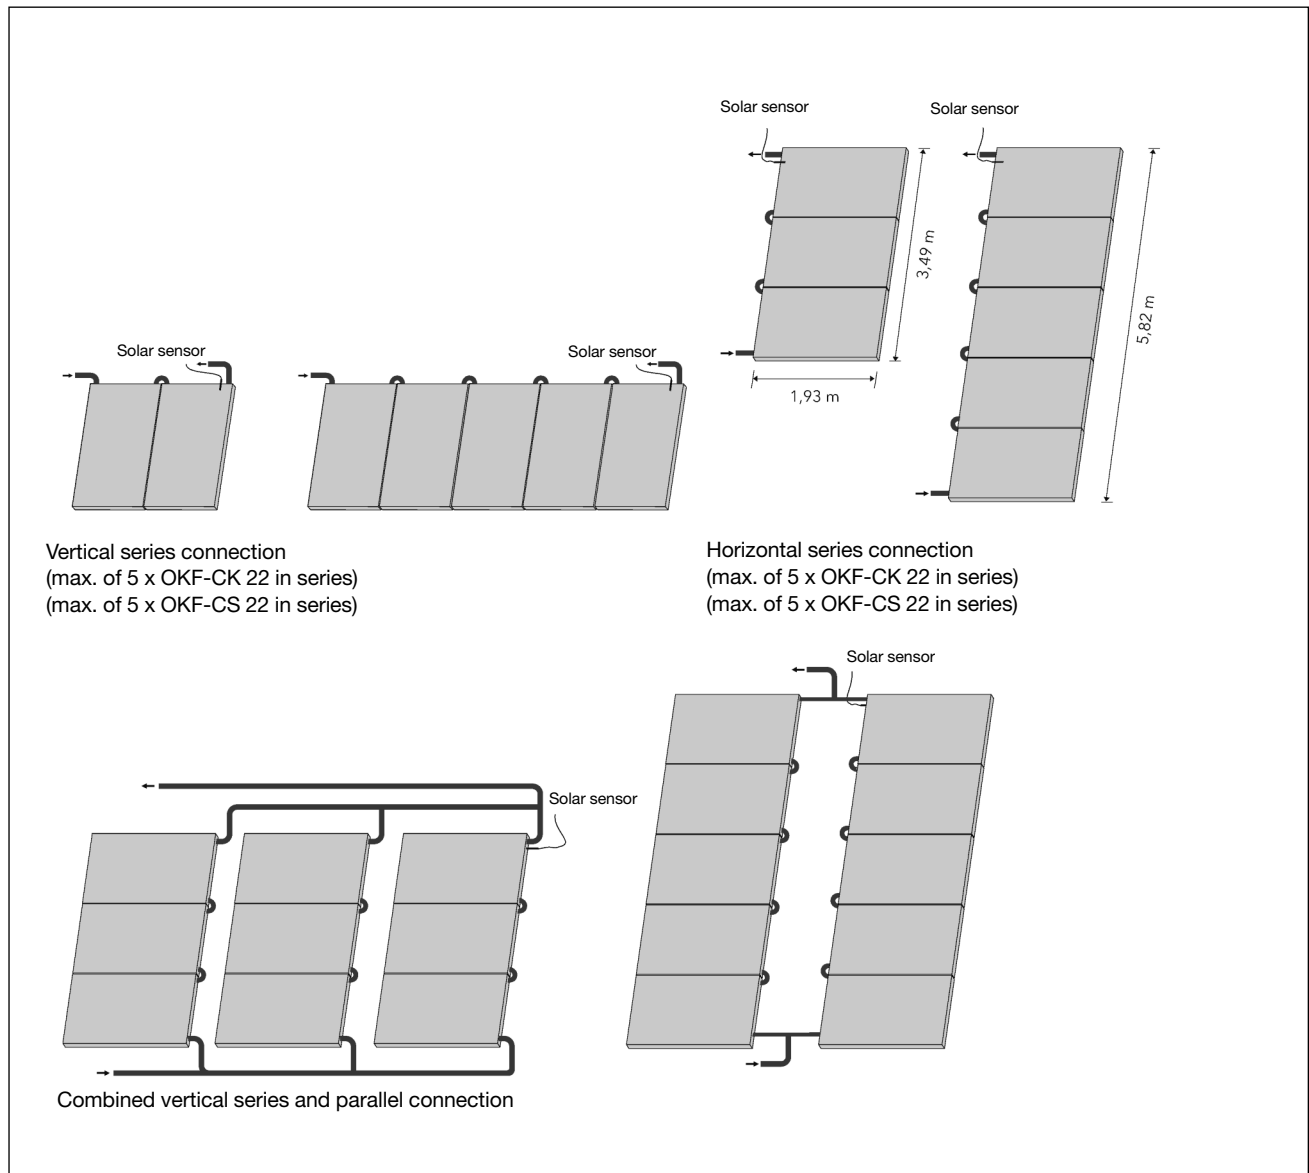 Solar sensor
Solar sensor
3,49 m
5,82 m
1,93 m
Solar sensor
Solar sensor
Vertical series connection
(max. of 5 x OKF-CK 22 in series)
(max. of 5 x OKF-CS 22 in series)
Horizontal series connection
(max. of 5 x OKF-CK 22 in series)
(max. of 5 x OKF-CS 22 in series)
Solar sensor
Solar sensor
Combined vertical series and parallel connection